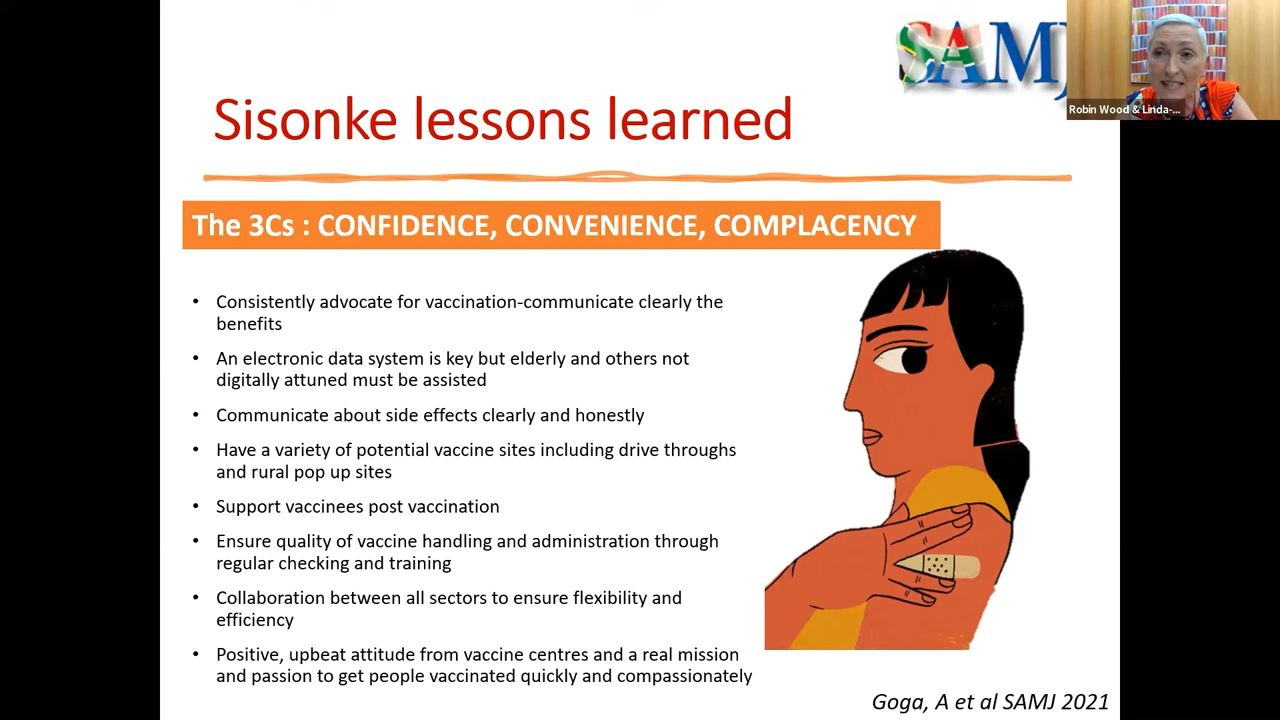 SAMJ
Robin Wood & Linda-...
Sisonke lessons learned
The 3Cs : CONFIDENCE, CONVENIENCE, COMPLACENCY
• Consistently advocate for vaccination-communicate clearly the
benefits
• An electronic data system is key but elderly and others not
digitally attuned must be assisted
• Communicate about side effects clearly and honestly
• Have a variety of potential vaccine sites including drive throughs
and rural pop up sites
• Support vaccinees post vaccination
• Ensure quality of vaccine handling and administration through
regular checking and training
• Collaboration between all sectors to ensure flexibility and
efficiency
• Positive, upbeat attitude from vaccine centres and a real mission
and passion to get people vaccinated quickly and compassionately
Goga, A et al SAMJ 2021